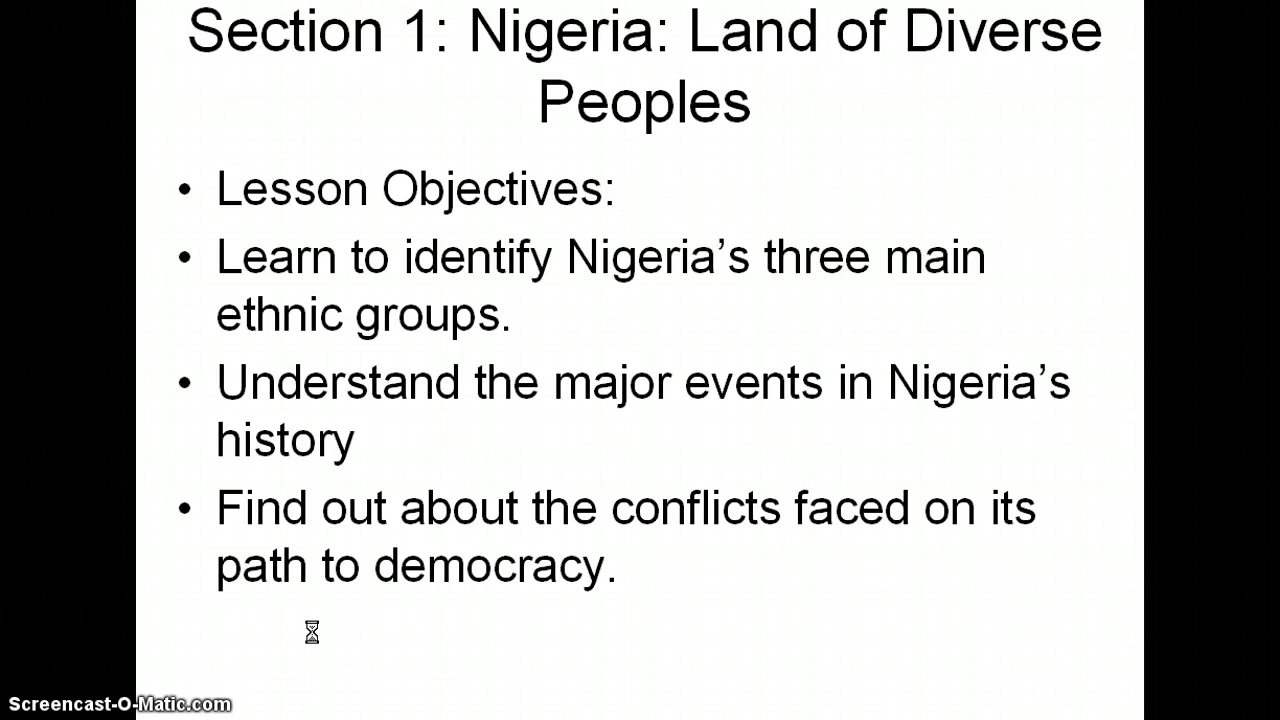 Section 1: Nigeria: Land of Diverse
Peoples
• Lesson Objectives:
• Learn to identify Nigeria’s three main
ethnic groups.
• Understand the major events in Nigeria’s
history
• Find out about the conflicts faced on its
path to democracy.
Screencast-O-Matic.com